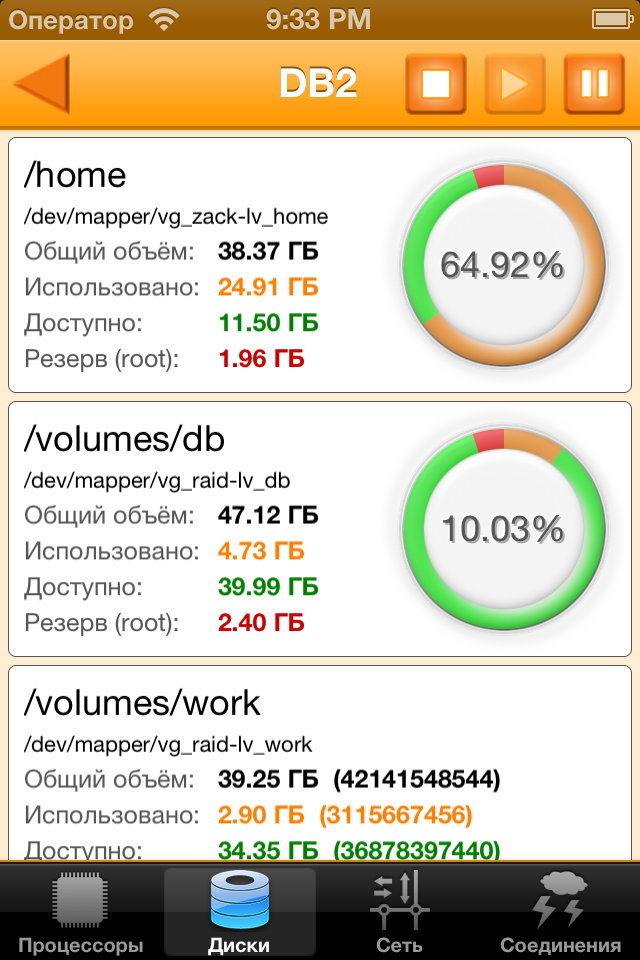 Оператор 9:33 PM
DB2
/home
/dev/mapper/vg_zack-lv_home
Общий объём: 38.37 ГБ
Использовано: 24.91 ГБ
Доступно: 11.50 ГБ
Резерв (root): 1.96 ГБ
64.92%
/volumes/db
/dev/mapper/vg_raid-lv_db
Общий объём: 47.12 ГБ
Использовано: 4.73 ГБ
Доступно: 39.99 ГБ
Резерв (root): 2.40 ГБ
10.03%
/volumes/work
/dev/mapper/vg_raid-lv_work
Общий объём: 39.25 ГБ (42141548544)
Использовано: 2.90 ГБ (3115667456)
Доступно: 34.35 ГБ (36878397440)
Процессоры Диски Сеть Соединения